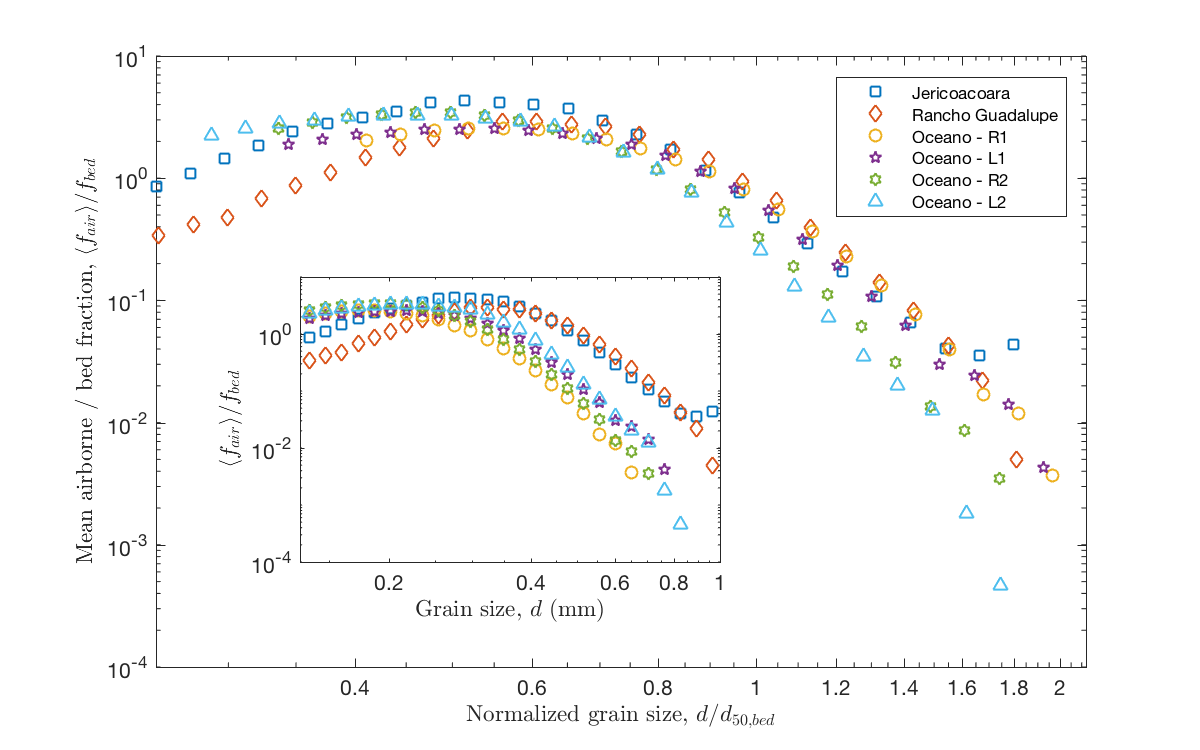 10^1
10^0
10^-1
10^-2
10^-3
10^-4
Mean airborne / bed fraction, ⟨f_air⟩/f_bed
Jericoacoara
Rancho Guadalupe
Oceano - R1
Oceano - L1
Oceano - R2
Oceano - L2
10^0
10^-2
10^-4
⟨f_air⟩/f_bed
0.2 0.4 0.6 0.8 1
Grain size, d (mm)
0.4 0.6 0.8 1 1.2 1.4 1.6 1.8 2
Normalized grain size, d/d_50,bed